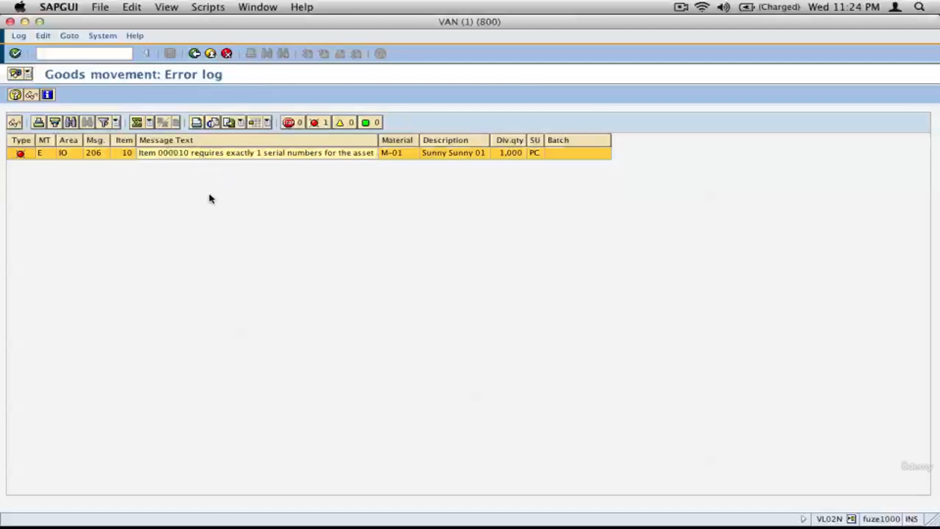 SAPGUI File Edit View Scripts Window Help (Charged) Wed 11:24 PM
VAN (1) (800)
Log Edit Goto System Help
Goods movement: Error log
0 1 0 0
Type MT Area Msg. Item Message Text Material Description Dlv.qty SU Batch
E IO 206 10 Item 000010 requires exactly 1 serial numbers for the asset M-01 Sunny Sunny 01 1,000 PC
Udemy
VL02N fuze1000 INS